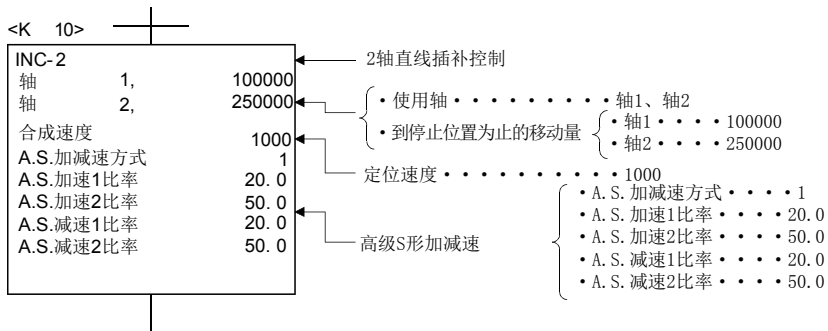 <K 10>
INC-2
轴 1, 100000
轴 2, 250000
合成速度 1000
A.S.加减速方式 1
A.S.加速1比率 20.0
A.S.加速2比率 50.0
A.S.减速1比率 20.0
A.S.减速2比率 50.0
2轴直线插补控制
・使用轴・・・・・・・・・轴1、轴2
・到停止位置为止的移动量
・轴1・・・・100000
・轴2・・・・250000
定位速度・・・・・・・・・・1000
高级S形加减速
・A.S.加减速方式・・・・1
・A.S.加速1比率・・・・20.0
・A.S.加速2比率・・・・50.0
・A.S.减速1比率・・・・20.0
・A.S.减速2比率・・・・50.0